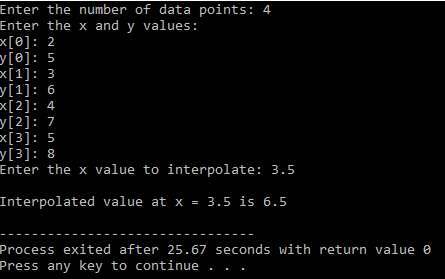 Enter the number of data points: 4
Enter the x and y values:
x[0]: 2
y[0]: 5
x[1]: 3
y[1]: 6
x[2]: 4
y[2]: 7
x[3]: 5
y[3]: 8
Enter the x value to interpolate: 3.5
Interpolated value at x = 3.5 is 6.5
--------------------------------
Process exited after 25.67 seconds with return value 0
Press any key to continue . . .